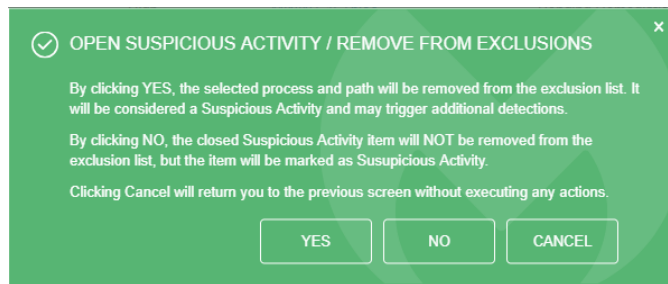 OPEN SUSPICIOUS ACTIVITY / REMOVE FROM EXCLUSIONS
By clicking YES, the selected process and path will be removed from the exclusion list. It
will be considered a Suspicious Activity and may trigger additional detections.
By clicking NO, the closed Suspicious Activity item will NOT be removed from the
exclusion list, but the item will be marked as Susupicious Activity.
Clicking Cancel will return you to the previous screen without executing any actions.
YES NO CANCEL